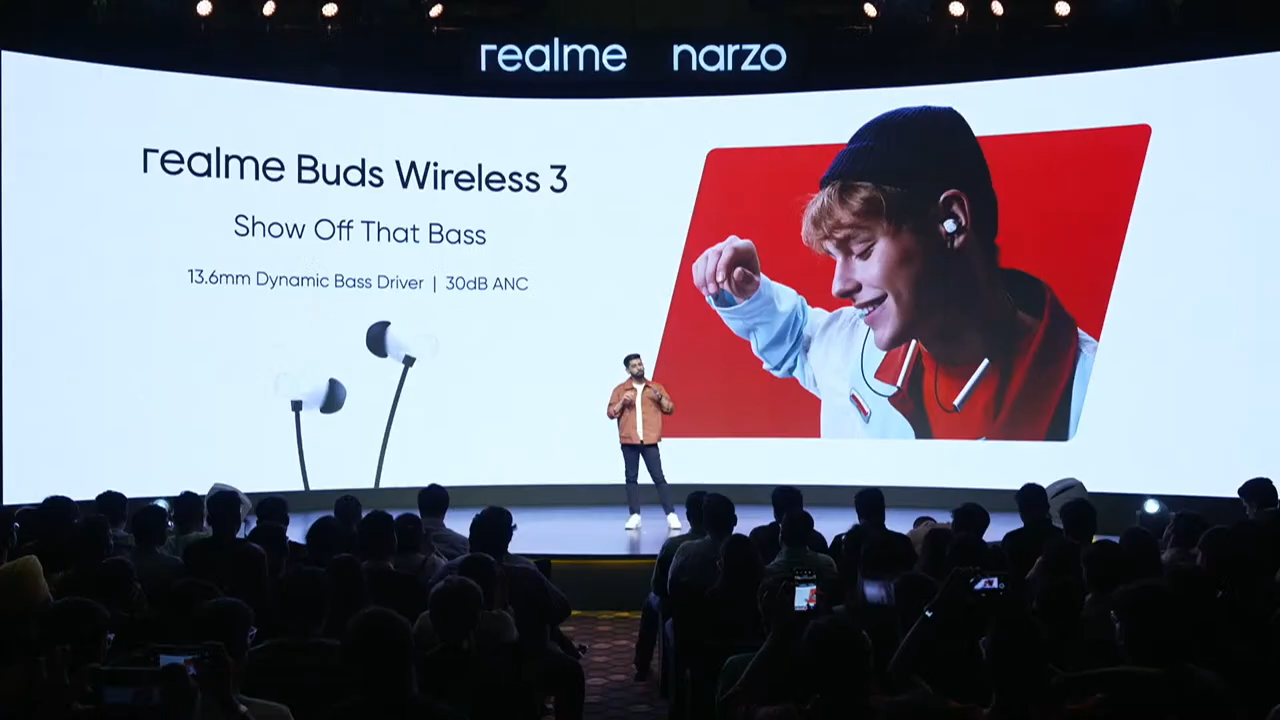 realme narzo
realme Buds Wireless 3
Show Off That Bass
13.6mm Dynamic Bass Driver | 30dB ANC